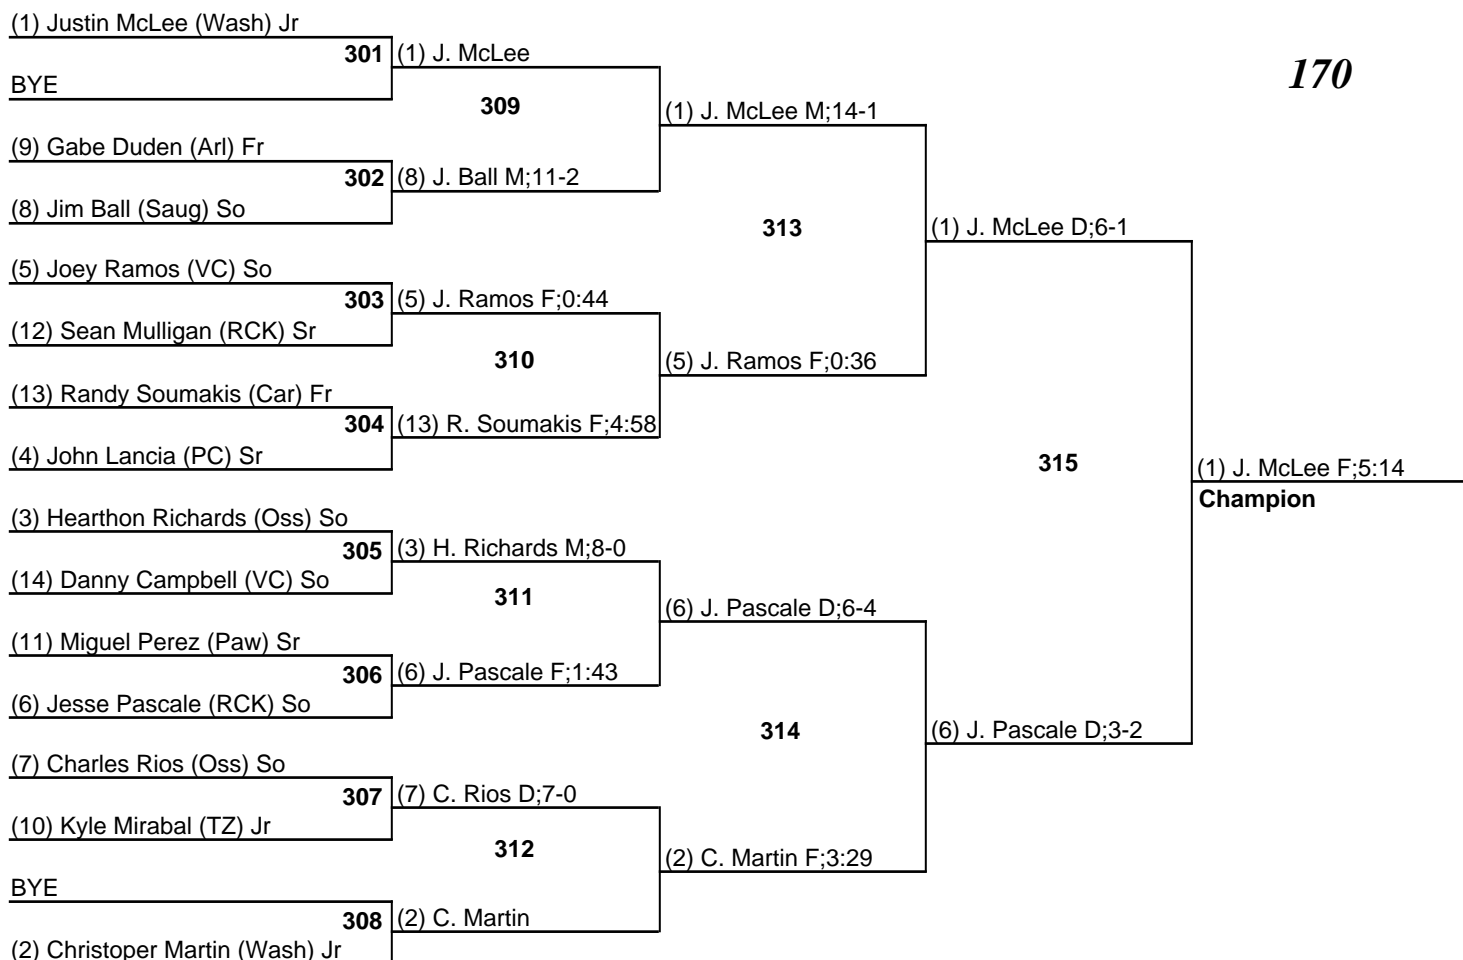 (1) Justin McLee (Wash) Jr
301
(1) J. McLee
170
BYE
309
(1) J. McLee M;14-1
(9) Gabe Duden (Arl) Fr
302
(8) J. Ball M;11-2
(8) Jim Ball (Saug) So
313
(1) J. McLee D;6-1
(5) Joey Ramos (VC) So
303
(5) J. Ramos F;0:44
(12) Sean Mulligan (RCK) Sr
310
(5) J. Ramos F;0:36
(13) Randy Soumakis (Car) Fr
304
(13) R. Soumakis F;4:58
(4) John Lancia (PC) Sr
315
(1) J. McLee F;5:14
Champion
(3) Hearthon Richards (Oss) So
305
(3) H. Richards M;8-0
(14) Danny Campbell (VC) So
311
(6) J. Pascale D;6-4
(11) Miguel Perez (Paw) Sr
306
(6) J. Pascale F;1:43
(6) Jesse Pascale (RCK) So
314
(6) J. Pascale D;3-2
(7) Charles Rios (Oss) So
307
(7) C. Rios D;7-0
(10) Kyle Mirabal (TZ) Jr
312
(2) C. Martin F;3:29
BYE
308
(2) C. Martin
(2) Christoper Martin (Wash) Jr